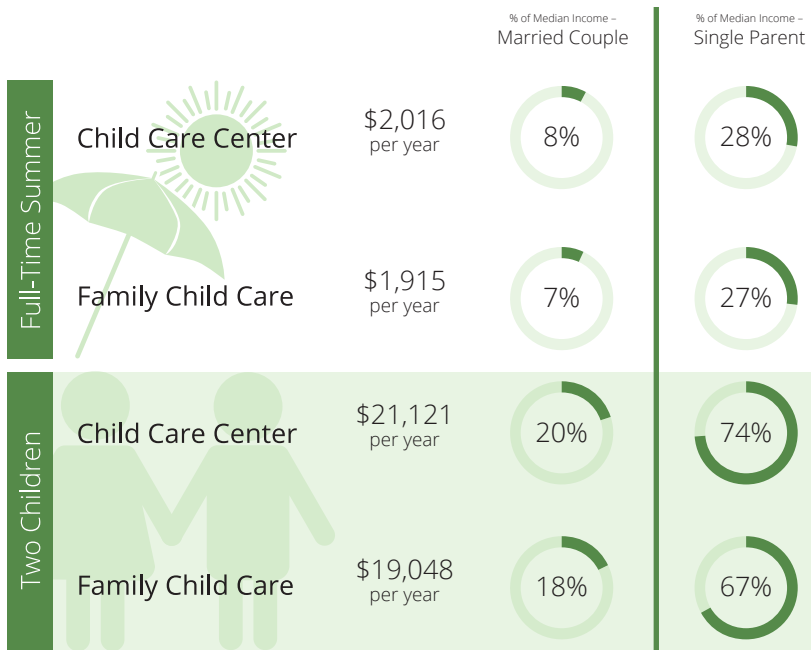 % of Median Income –
Married Couple
% of Median Income –
Single Parent
Full-Time Summer
Child Care Center
$2,016
per year
8%
28%
Family Child Care
$1,915
per year
7%
27%
Two Children
Child Care Center
$21,121
per year
20%
74%
Family Child Care
$19,048
per year
18%
67%